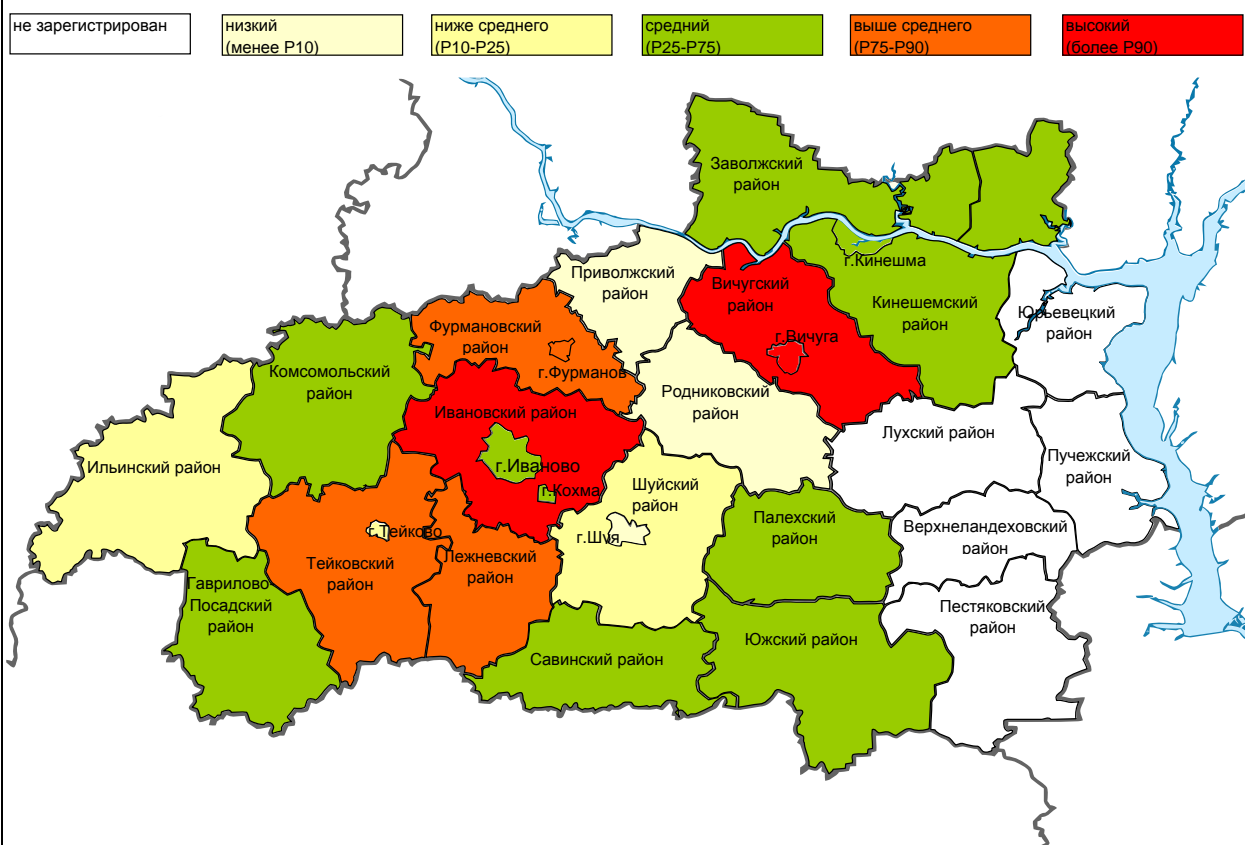 не зарегистрирован
низкий
(менее P10)
ниже среднего
(P10-P25)
средний
(P25-P75)
выше среднего
(P75-P90)
высокий
(более P90)
Заволжский
район
г.Кинешма
Приволжский
район
Вичугский
район
Кинешемский
район
Юрьевецкий
район
г.Вичуга
Фурмановский
район
г.Фурманов
Комсомольский
район
Родниковский
район
Ивановский район
Лухский район
Ильинский район
г.Иваново
Пучежский
район
г.Кохма
Шуйский
район
Палехский
район
Верхнеландеховский
район
г.Тейково
г.Шуя
Тейковский
район
Лежневский
район
Гаврилово-
Посадский
район
Пестяковский
район
Савинский район
Южский район